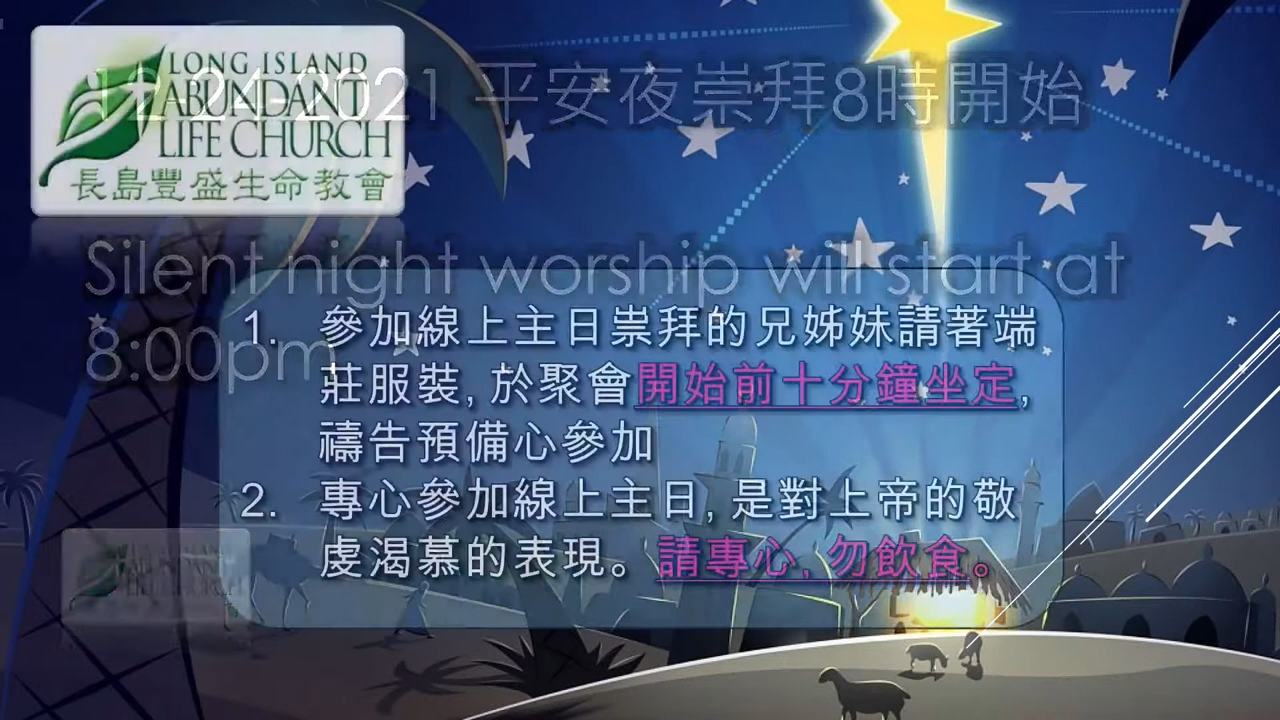 LONG ISLAND
ABUNDANT
LIFE CHURCH
長島豐盛生命教會
12-24-2021 平安夜崇拜8時開始
Silent night worship will start at
8:00pm
1. 參加線上主日崇拜的兄姊妹請著端
莊服裝, 於聚會開始前十分鐘坐定,
禱告預備心參加
2. 專心參加線上主日, 是對上帝的敬
虔渴慕的表現。請專心, 勿飲食。